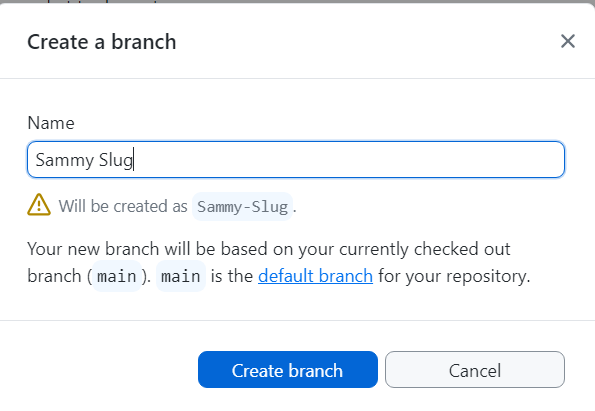 Create a branch
Name
Sammy Slug
Will be created as Sammy-Slug.
Your new branch will be based on your currently checked out
branch (main). main is the default branch for your repository.
Create branch
Cancel